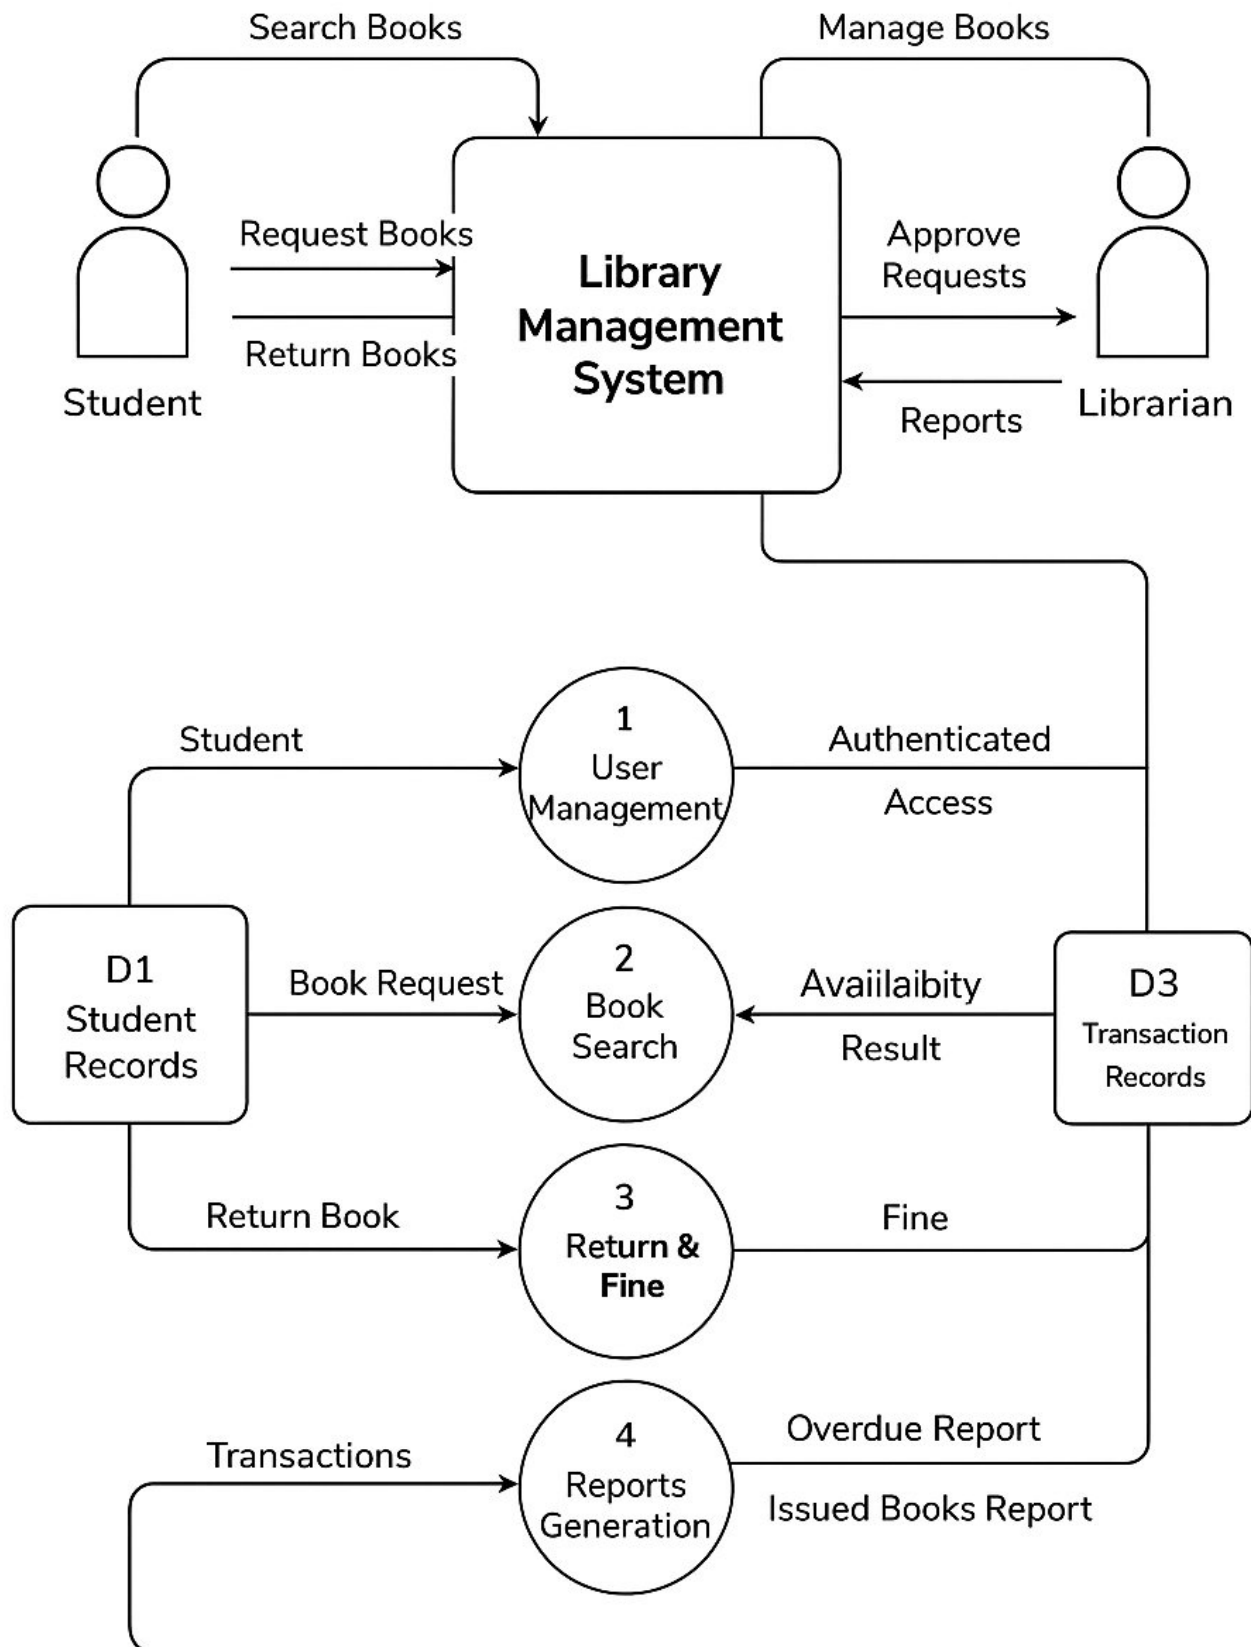 Search Books
Manage Books
Request Books
Return Books
Student
Library
Management
System
Approve
Requests
Reports
Librarian
Student
1
User
Management
Authenticated
Access
D1
Student
Records
Book Request
2
Book
Search
Avaiilaibity
Result
D3
Transaction
Records
Return Book
3
Return &
Fine
Fine
Transactions
4
Reports
Generation
Overdue Report
Issued Books Report